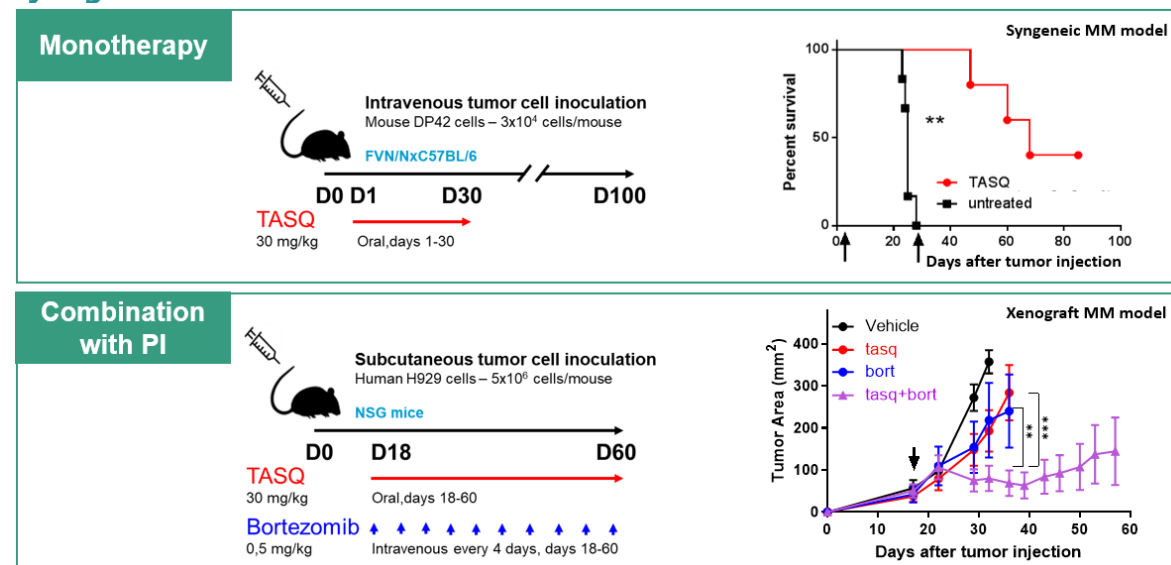 Monotherapy
Intravenous tumor cell inoculation
Mouse DP42 cells – 3x10⁴ cells/mouse
FVN/NxC57BL/6
D0 D1 D30 D100
TASQ
30 mg/kg Oral,days 1-30
Syngeneic MM model
Percent survival
100
50
0
**
TASQ
untreated
0 20 40 60 80 100
Days after tumor injection
Combination
with PI
Subcutaneous tumor cell inoculation
Human H929 cells – 5x10⁶ cells/mouse
NSG mice
D0 D18 D60
TASQ
30 mg/kg Oral,days 18-60
Bortezomib
0,5 mg/kg Intravenous every 4 days, days 18-60
Xenograft MM model
Tumor Area (mm²)
400
300
200
100
0
Vehicle
tasq
bort
tasq+bort
**
***
0 10 20 30 40 50 60
Days after tumor injection